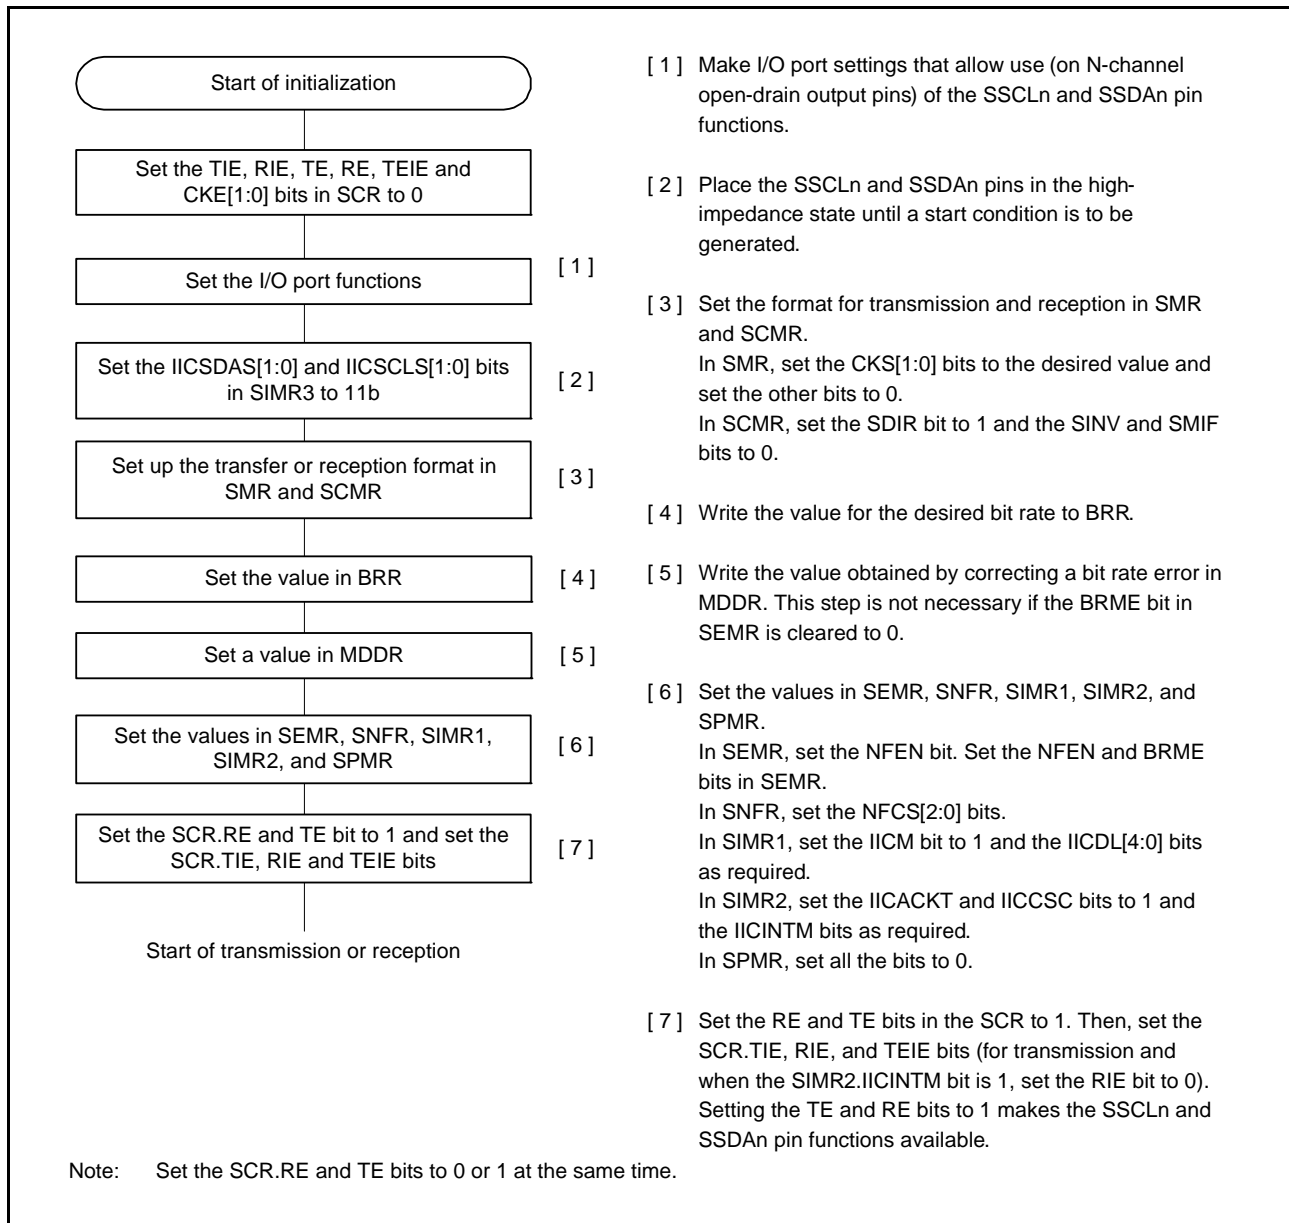 Start of initialization
Set the TIE, RIE, TE, RE, TEIE and
CKE[1:0] bits in SCR to 0
Set the I/O port functions
[ 1 ]
Set the IICSDAS[1:0] and IICSCLS[1:0] bits
in SIMR3 to 11b
[ 2 ]
Set up the transfer or reception format in
SMR and SCMR
[ 3 ]
Set the value in BRR
[ 4 ]
Set a value in MDDR
[ 5 ]
Set the values in SEMR, SNFR, SIMR1,
SIMR2, and SPMR
[ 6 ]
Set the SCR.RE and TE bit to 1 and set the
SCR.TIE, RIE and TEIE bits
[ 7 ]
Start of transmission or reception
[ 1 ] Make I/O port settings that allow use (on N-channel
open-drain output pins) of the SSCLn and SSDAn pin
functions.
[ 2 ] Place the SSCLn and SSDAn pins in the high-
impedance state until a start condition is to be
generated.
[ 3 ] Set the format for transmission and reception in SMR
and SCMR.
In SMR, set the CKS[1:0] bits to the desired value and
set the other bits to 0.
In SCMR, set the SDIR bit to 1 and the SINV and SMIF
bits to 0.
[ 4 ] Write the value for the desired bit rate to BRR.
[ 5 ] Write the value obtained by correcting a bit rate error in
MDDR. This step is not necessary if the BRME bit in
SEMR is cleared to 0.
[ 6 ] Set the values in SEMR, SNFR, SIMR1, SIMR2, and
SPMR.
In SEMR, set the NFEN bit. Set the NFEN and BRME
bits in SEMR.
In SNFR, set the NFCS[2:0] bits.
In SIMR1, set the IICM bit to 1 and the IICDL[4:0] bits
as required.
In SIMR2, set the IICACKT and IICCSC bits to 1 and
the IICINTM bits as required.
In SPMR, set all the bits to 0.
[ 7 ] Set the RE and TE bits in the SCR to 1. Then, set the
SCR.TIE, RIE, and TEIE bits (for transmission and
when the SIMR2.IICINTM bit is 1, set the RIE bit to 0).
Setting the TE and RE bits to 1 makes the SSCLn and
SSDAn pin functions available.
Note: Set the SCR.RE and TE bits to 0 or 1 at the same time.